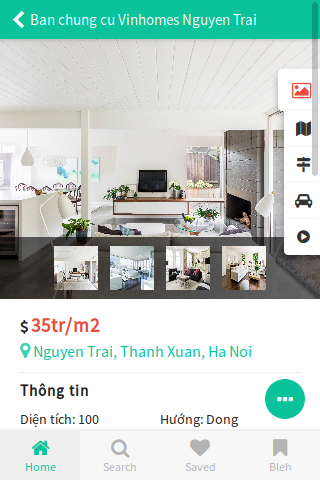 Ban chung cu Vinhomes Nguyen Trai
$ 35tr/m2
Nguyen Trai, Thanh Xuan, Ha Noi
Thông tin
Diện tích: 100 Hướng: Dong
Home Search Saved Bleh